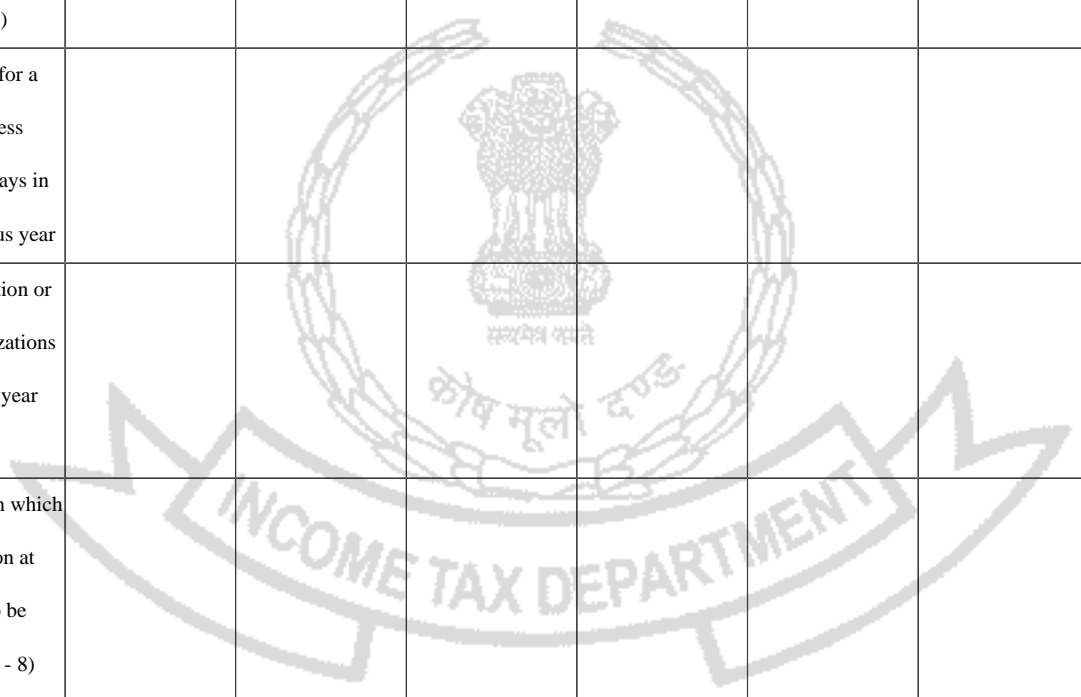 )
for a
ess
ays in
us year
tion or
zations
year
n which
on at
be
- 8)
सत्यमेव जयते
कोष मूलो दण्ड
INCOME TAX DEPARTMENT